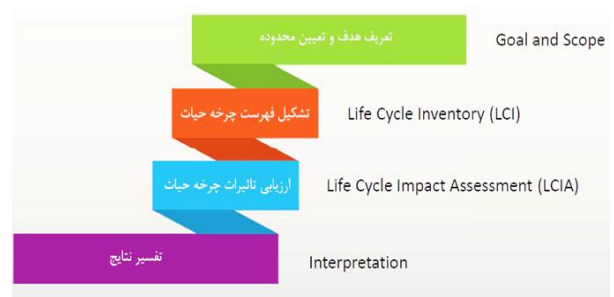 تعریف هدف و تعیین محدوده
Goal and Scope
تشکیل فهرست چرخه حیات
Life Cycle Inventory (LCI)
ارزیابی تاثیرات چرخه حیات
Life Cycle Impact Assessment (LCIA)
تفسیر نتایج
Interpretation